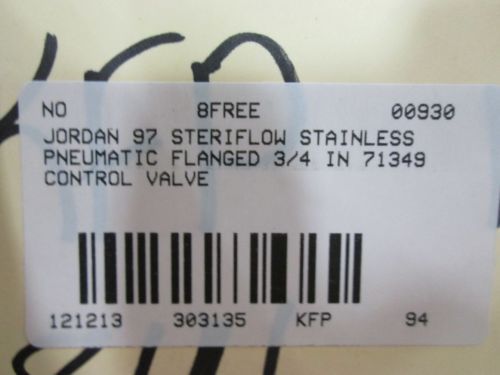 NO 8FREE 00930
JORDAN 97 STERIFLOW STAINLESS
PNEUMATIC FLANGED 3/4 IN 71349
CONTROL VALVE
121213 303135 KFP 94